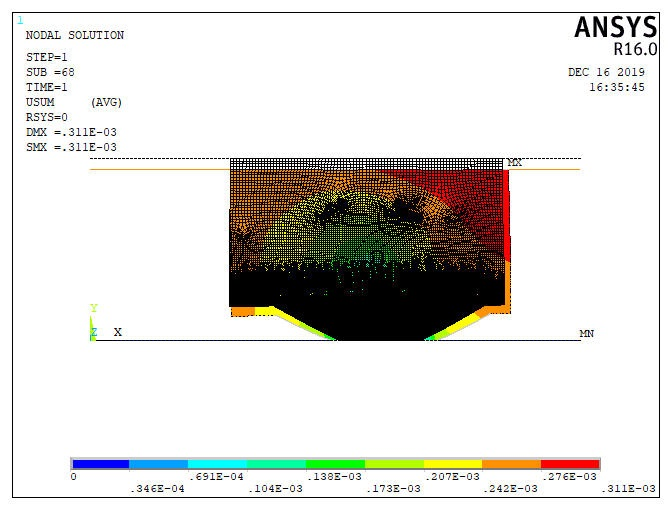 1
NODAL SOLUTION
ANSYS
R16.0
STEP=1
SUB =68
TIME=1
USUM (AVG)
RSYS=0
DMX =.311E-03
SMX =.311E-03
DEC 16 2019
16:35:45
MX
Y
Z X
MN
0 .691E-04 .138E-03 .207E-03 .276E-03
.346E-04 .104E-03 .173E-03 .242E-03 .311E-03